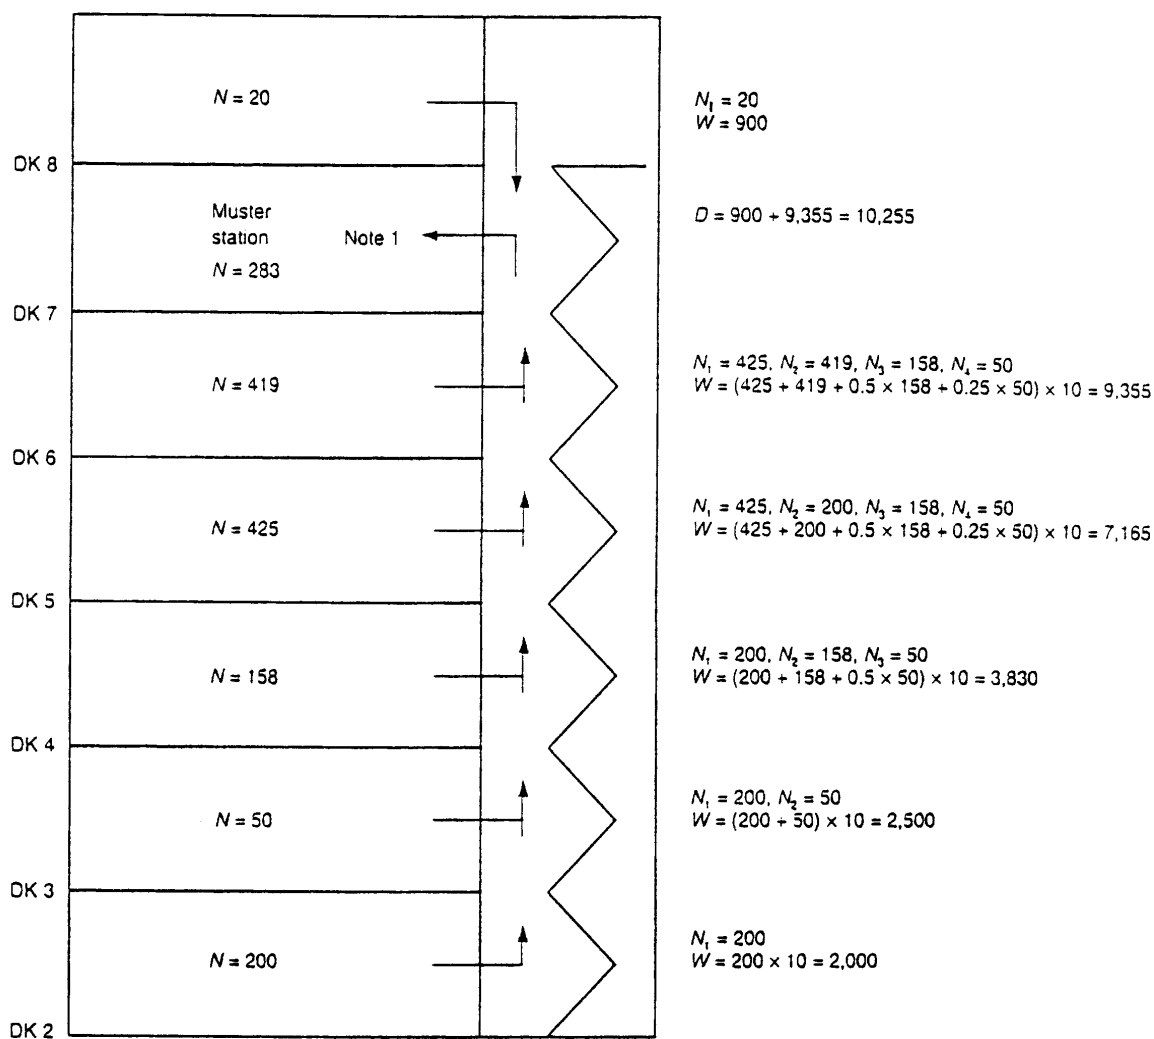 N = 20
N₁ = 20
W = 900
DK 8
Muster
station
Note 1
N = 283
D = 900 + 9,355 = 10,255
DK 7
N = 419
N₁ = 425, N₂ = 419, N₃ = 158, N₄ = 50
W = (425 + 419 + 0.5 × 158 + 0.25 × 50) × 10 = 9,355
DK 6
N = 425
N₁ = 425, N₂ = 200, N₃ = 158, N₄ = 50
W = (425 + 200 + 0.5 × 158 + 0.25 × 50) × 10 = 7,165
DK 5
N = 158
N₁ = 200, N₂ = 158, N₃ = 50
W = (200 + 158 + 0.5 × 50) × 10 = 3,830
DK 4
N = 50
N₁ = 200, N₂ = 50
W = (200 + 50) × 10 = 2,500
DK 3
N = 200
N₁ = 200
W = 200 × 10 = 2,000
DK 2